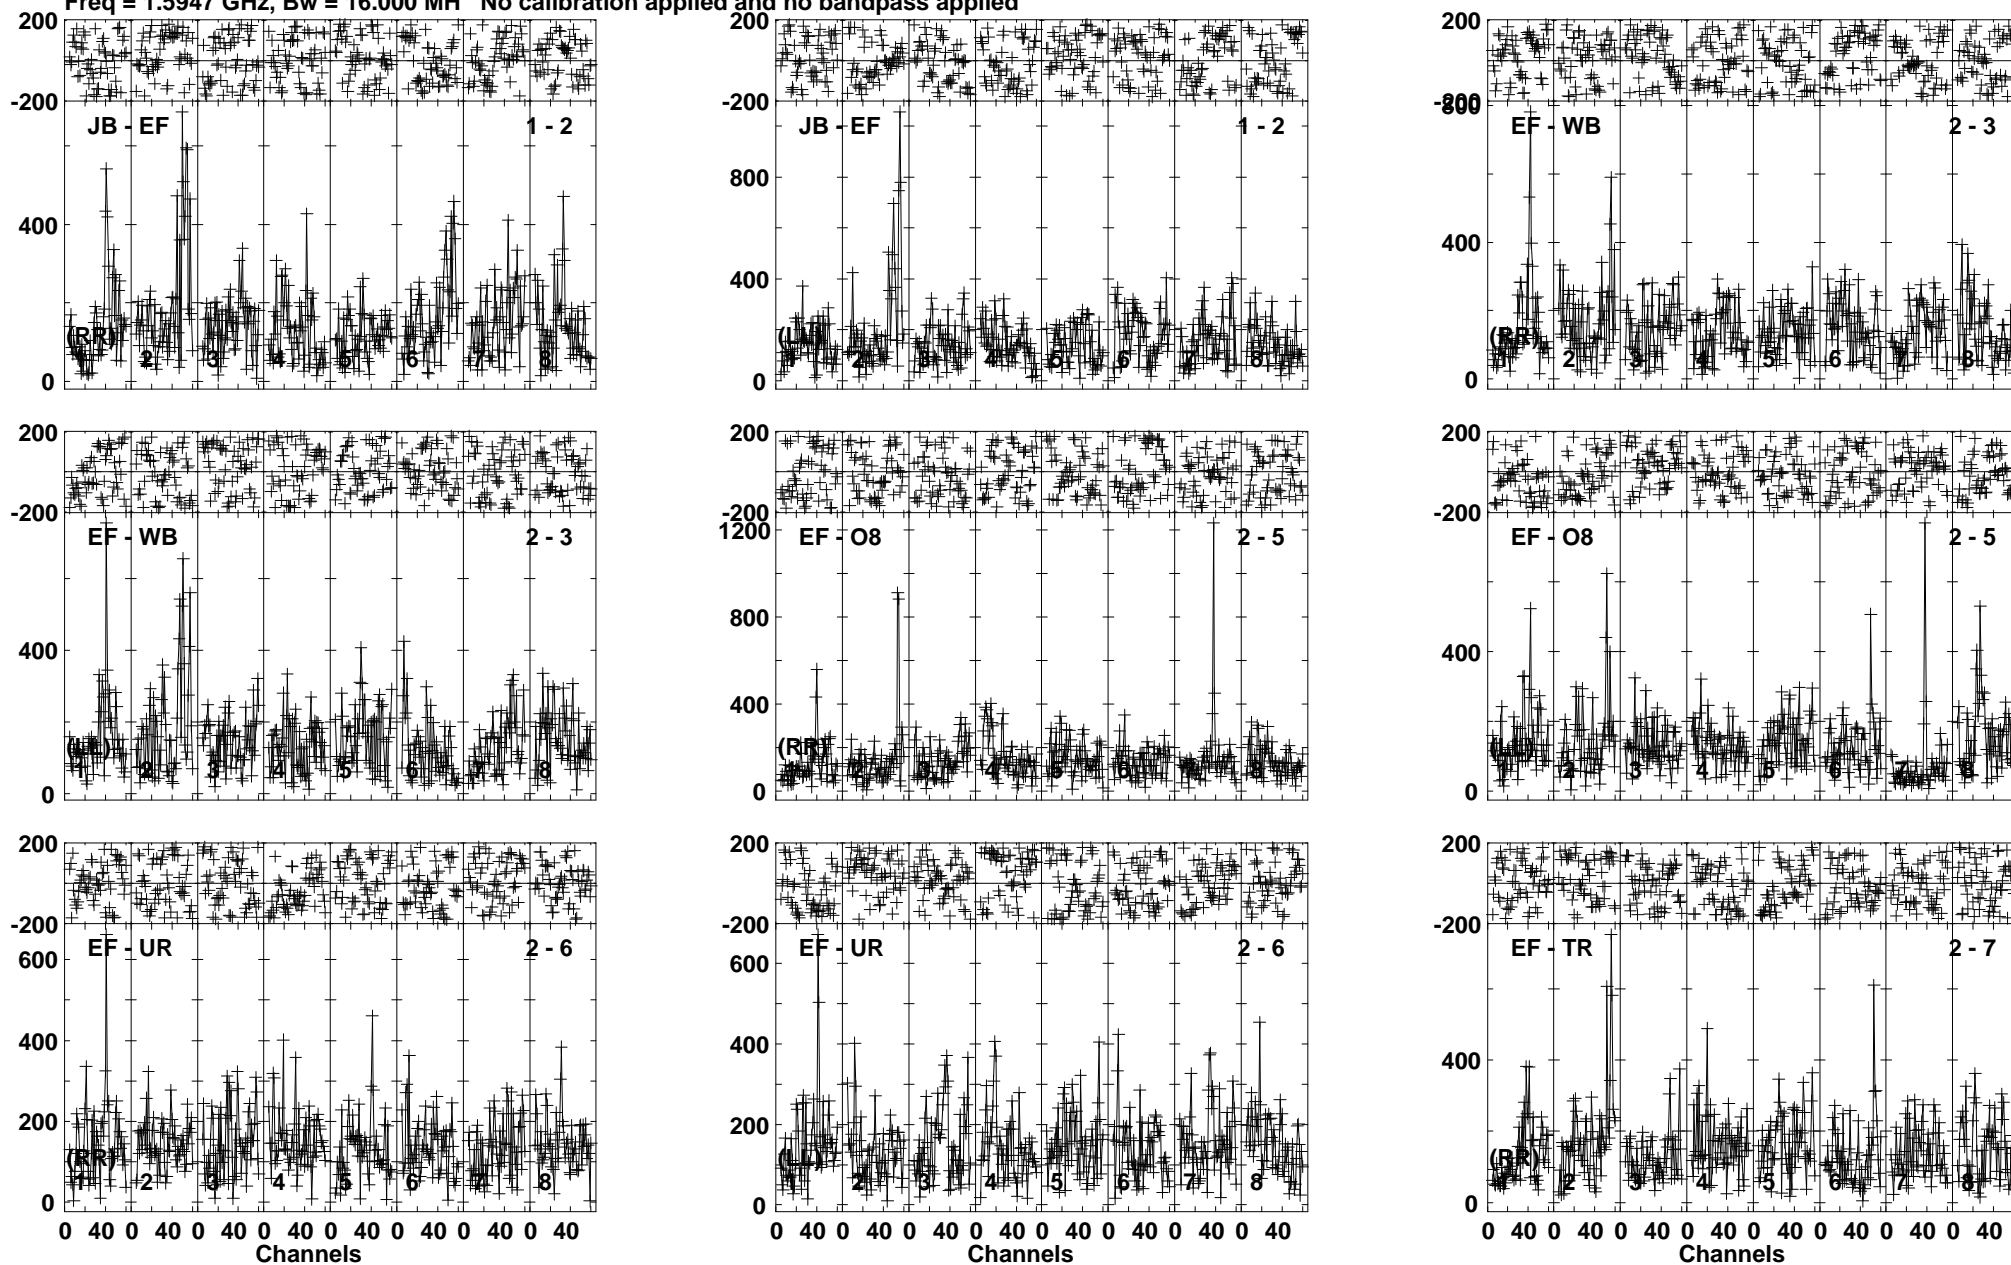 Freq = 1.5947 GHz, Bw = 16.000 MH No calibration applied and no bandpass applied
200 200 200
-200 -200 -200
JB - EF 1 - 2 JB - EF 1 - 2 EF - WB 2 - 3
800
800
400 400 400
(RR) (LL) (RR)
1 2 3 4 5 6 7 8 1 2 3 4 5 6 7 8 1 2 3 4 5 6 7 8
0 0 0
200 200 200
-200 -200 -200
EF - WB 2 - 3 EF - O8 2 - 5 EF - O8 2 - 5
1200
800
400 400 400
(LL) (RR) (LL)
1 2 3 4 5 6 7 8 1 2 3 4 5 6 7 8 1 2 3 4 5 6 7 8
0 0 0
200 200 200
-200 -200 -200
EF - UR 2 - 6 EF - UR 2 - 6 EF - TR 2 - 7
600 600
400 400 400
200 200
(RR) (LL) (RR)
1 2 3 4 5 6 7 8 1 2 3 4 5 6 7 8 1 2 3 4 5 6 7 8
0 0 0
0 40 0 40 0 40 0 40 0 40 0 40 0 40 0 40 0 40 0 40 0 40 0 40 0 40 0 40 0 40 0 40 0 40 0 40 0 40 0 40 0 40 0 40 0 40 0 40
Channels Channels Channels